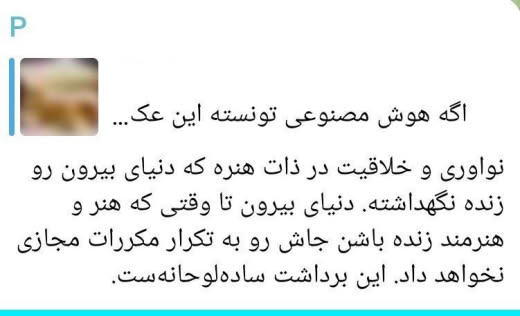 P
اگه هوش مصنوعی تونسته این عک...
نواوری و خلاقیت در ذات هنره که دنیای بیرون رو
زنده نگهداشته. دنیای بیرون تا وقتی که هنر و
هنرمند زنده باشن جاش رو به تکرار مکررات مجازی
نخواهد داد. این برداشت ساده‌لوحانه‌ست.